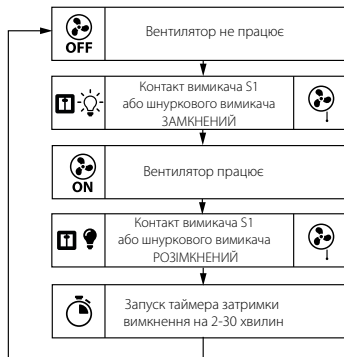 OFF
Вентилятор не працює
Контакт вимикача S1
або шнуркового вимикача
ЗАМКНЕНИЙ
ON
Вентилятор працює
Контакт вимикача S1
або шнуркового вимикача
РОЗІМКНЕНИЙ
Запуск таймера затримки
вимкнення на 2-30 хвилин